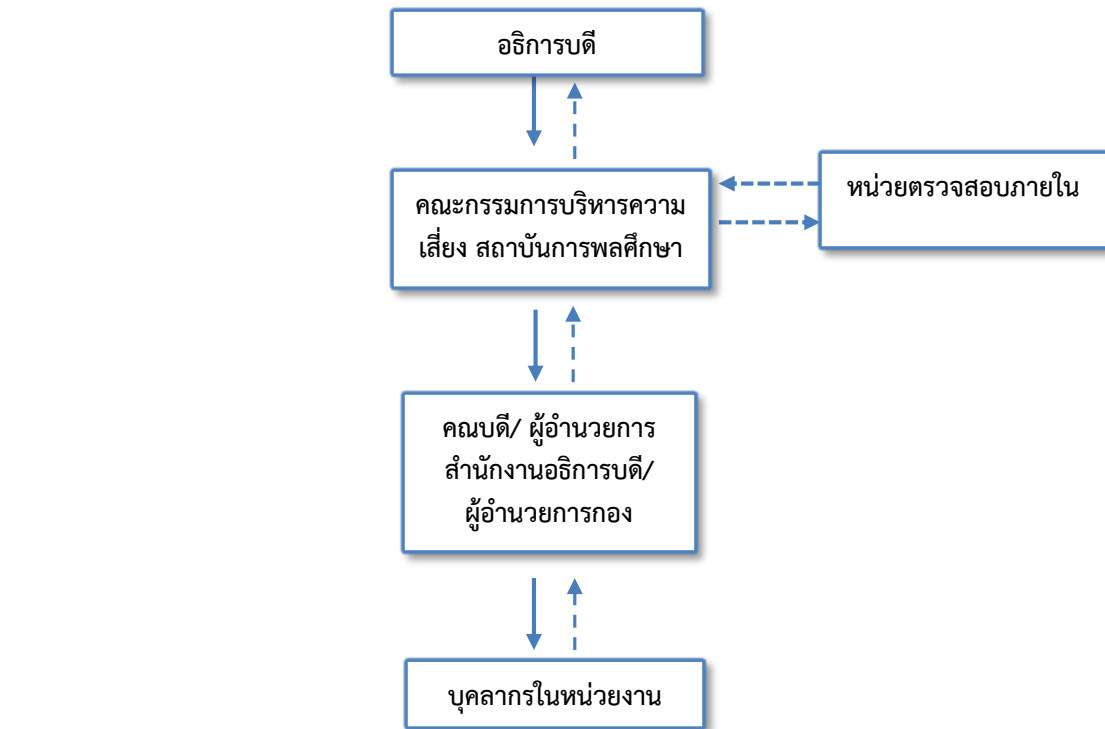 อธิการบดี
คณะกรรมการบริหารความ
เสี่ยง สถาบันการพลศึกษา
หน่วยตรวจสอบภายใน
คณบดี/ ผู้อำนวยการ
สำนักงานอธิการบดี/
ผู้อำนวยการกอง
บุคลากรในหน่วยงาน